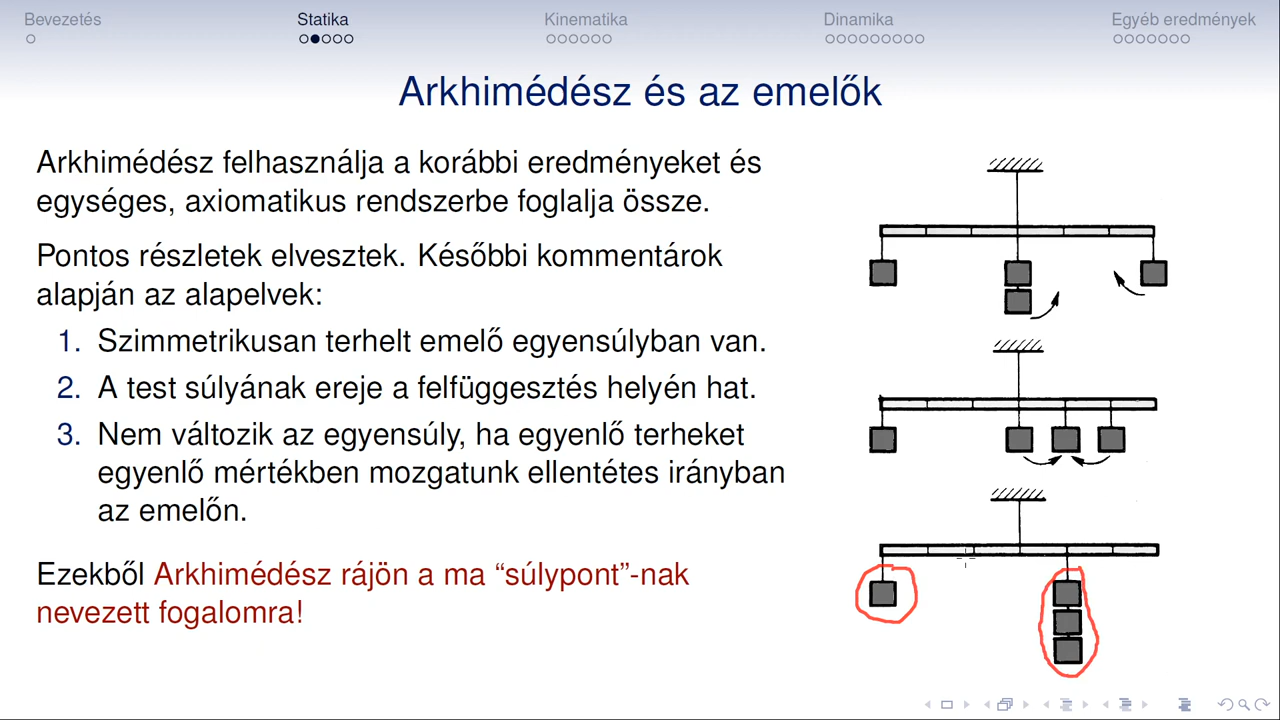 Bevezetés
Statika
Kinematika
Dinamika
Egyéb eredmények
Arkhimédész és az emelők
Arkhimédész felhasználja a korábbi eredményeket és
egységes, axiomatikus rendszerbe foglalja össze.
Pontos részletek elvesztek. Későbbi kommentárok
alapján az alapelvek:
1. Szimmetrikusan terhelt emelő egyensúlyban van.
2. A test súlyának ereje a felfüggesztés helyén hat.
3. Nem változik az egyensúly, ha egyenlő terheket
egyenlő mértékben mozgatunk ellentétes irányban
az emelőn.
Ezekből Arkhimédész rájön a ma “súlypont”-nak
nevezett fogalomra!